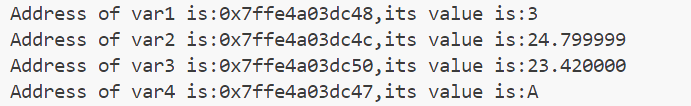 Address of var1 is:0x7ffe4a03dc48,its value is:3
Address of var2 is:0x7ffe4a03dc4c,its value is:24.799999
Address of var3 is:0x7ffe4a03dc50,its value is:23.420000
Address of var4 is:0x7ffe4a03dc47,its value is:A